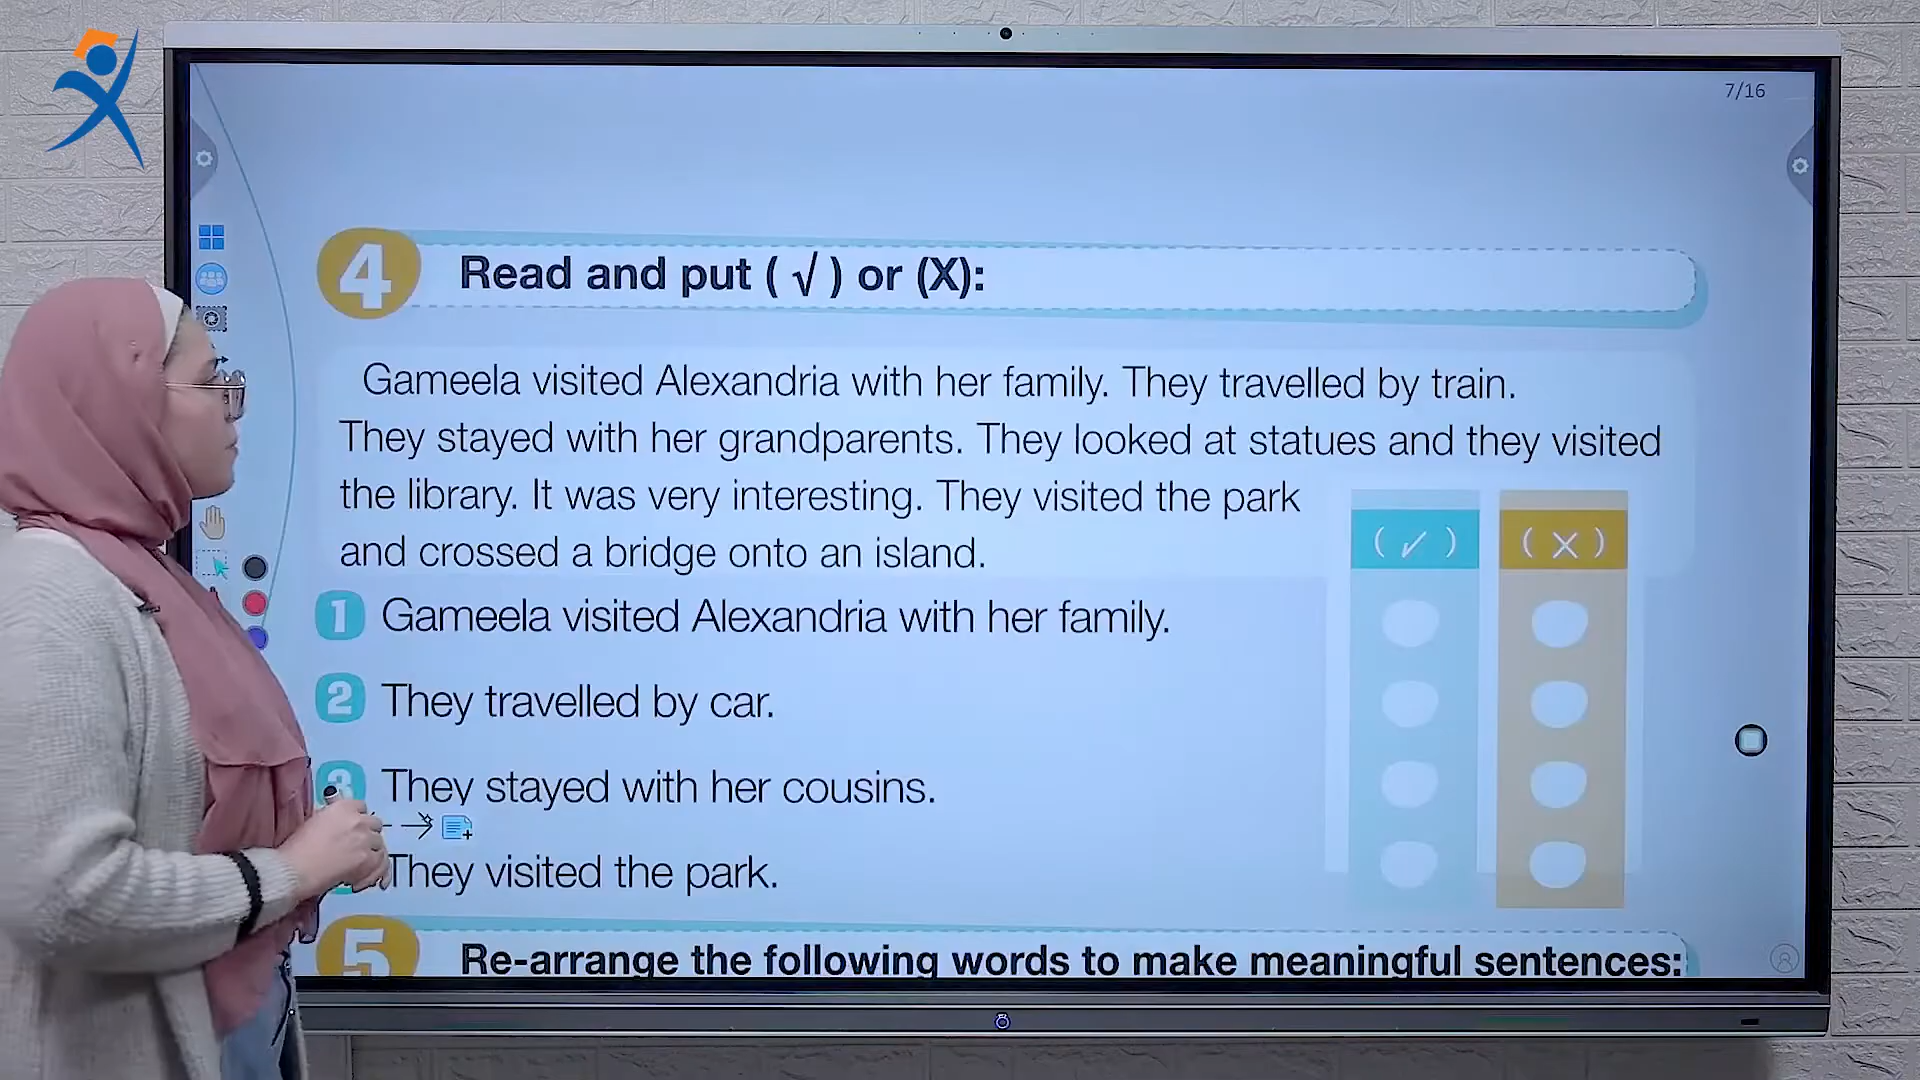 7/16
4 Read and put ( √ ) or (X):
Gameela visited Alexandria with her family. They travelled by train.
They stayed with her grandparents. They looked at statues and they visited
the library. It was very interesting. They visited the park
and crossed a bridge onto an island.
(✓) (x)
1 Gameela visited Alexandria with her family.
2 They travelled by car.
3 They stayed with her cousins.
They visited the park.
5 Re-arrange the following words to make meaningful sentences: